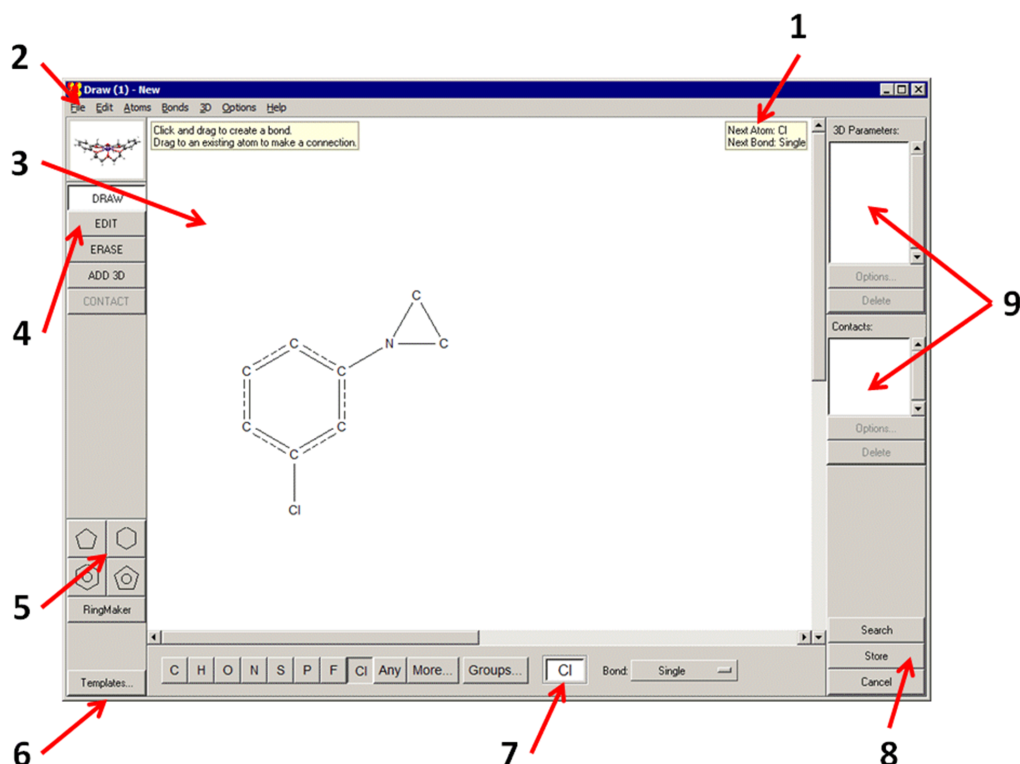 1
2
Draw (1) - New
File Edit Atoms Bonds 3D Options Help
Click and drag to create a bond.
Drag to an existing atom to make a connection.
Next Atom: Cl
Next Bond: Single
3D Parameters:
3
DRAW
EDIT
ERASE
ADD 3D
CONTACT
4
Options...
Delete
9
Contacts:
Options...
Delete
C
N
C
C
C
C
C
C
C
Cl
5
RingMaker
Templates...
6
C H O N S P F Cl Any More... Groups... Cl Bond: Single
7
Search
Store
Cancel
8